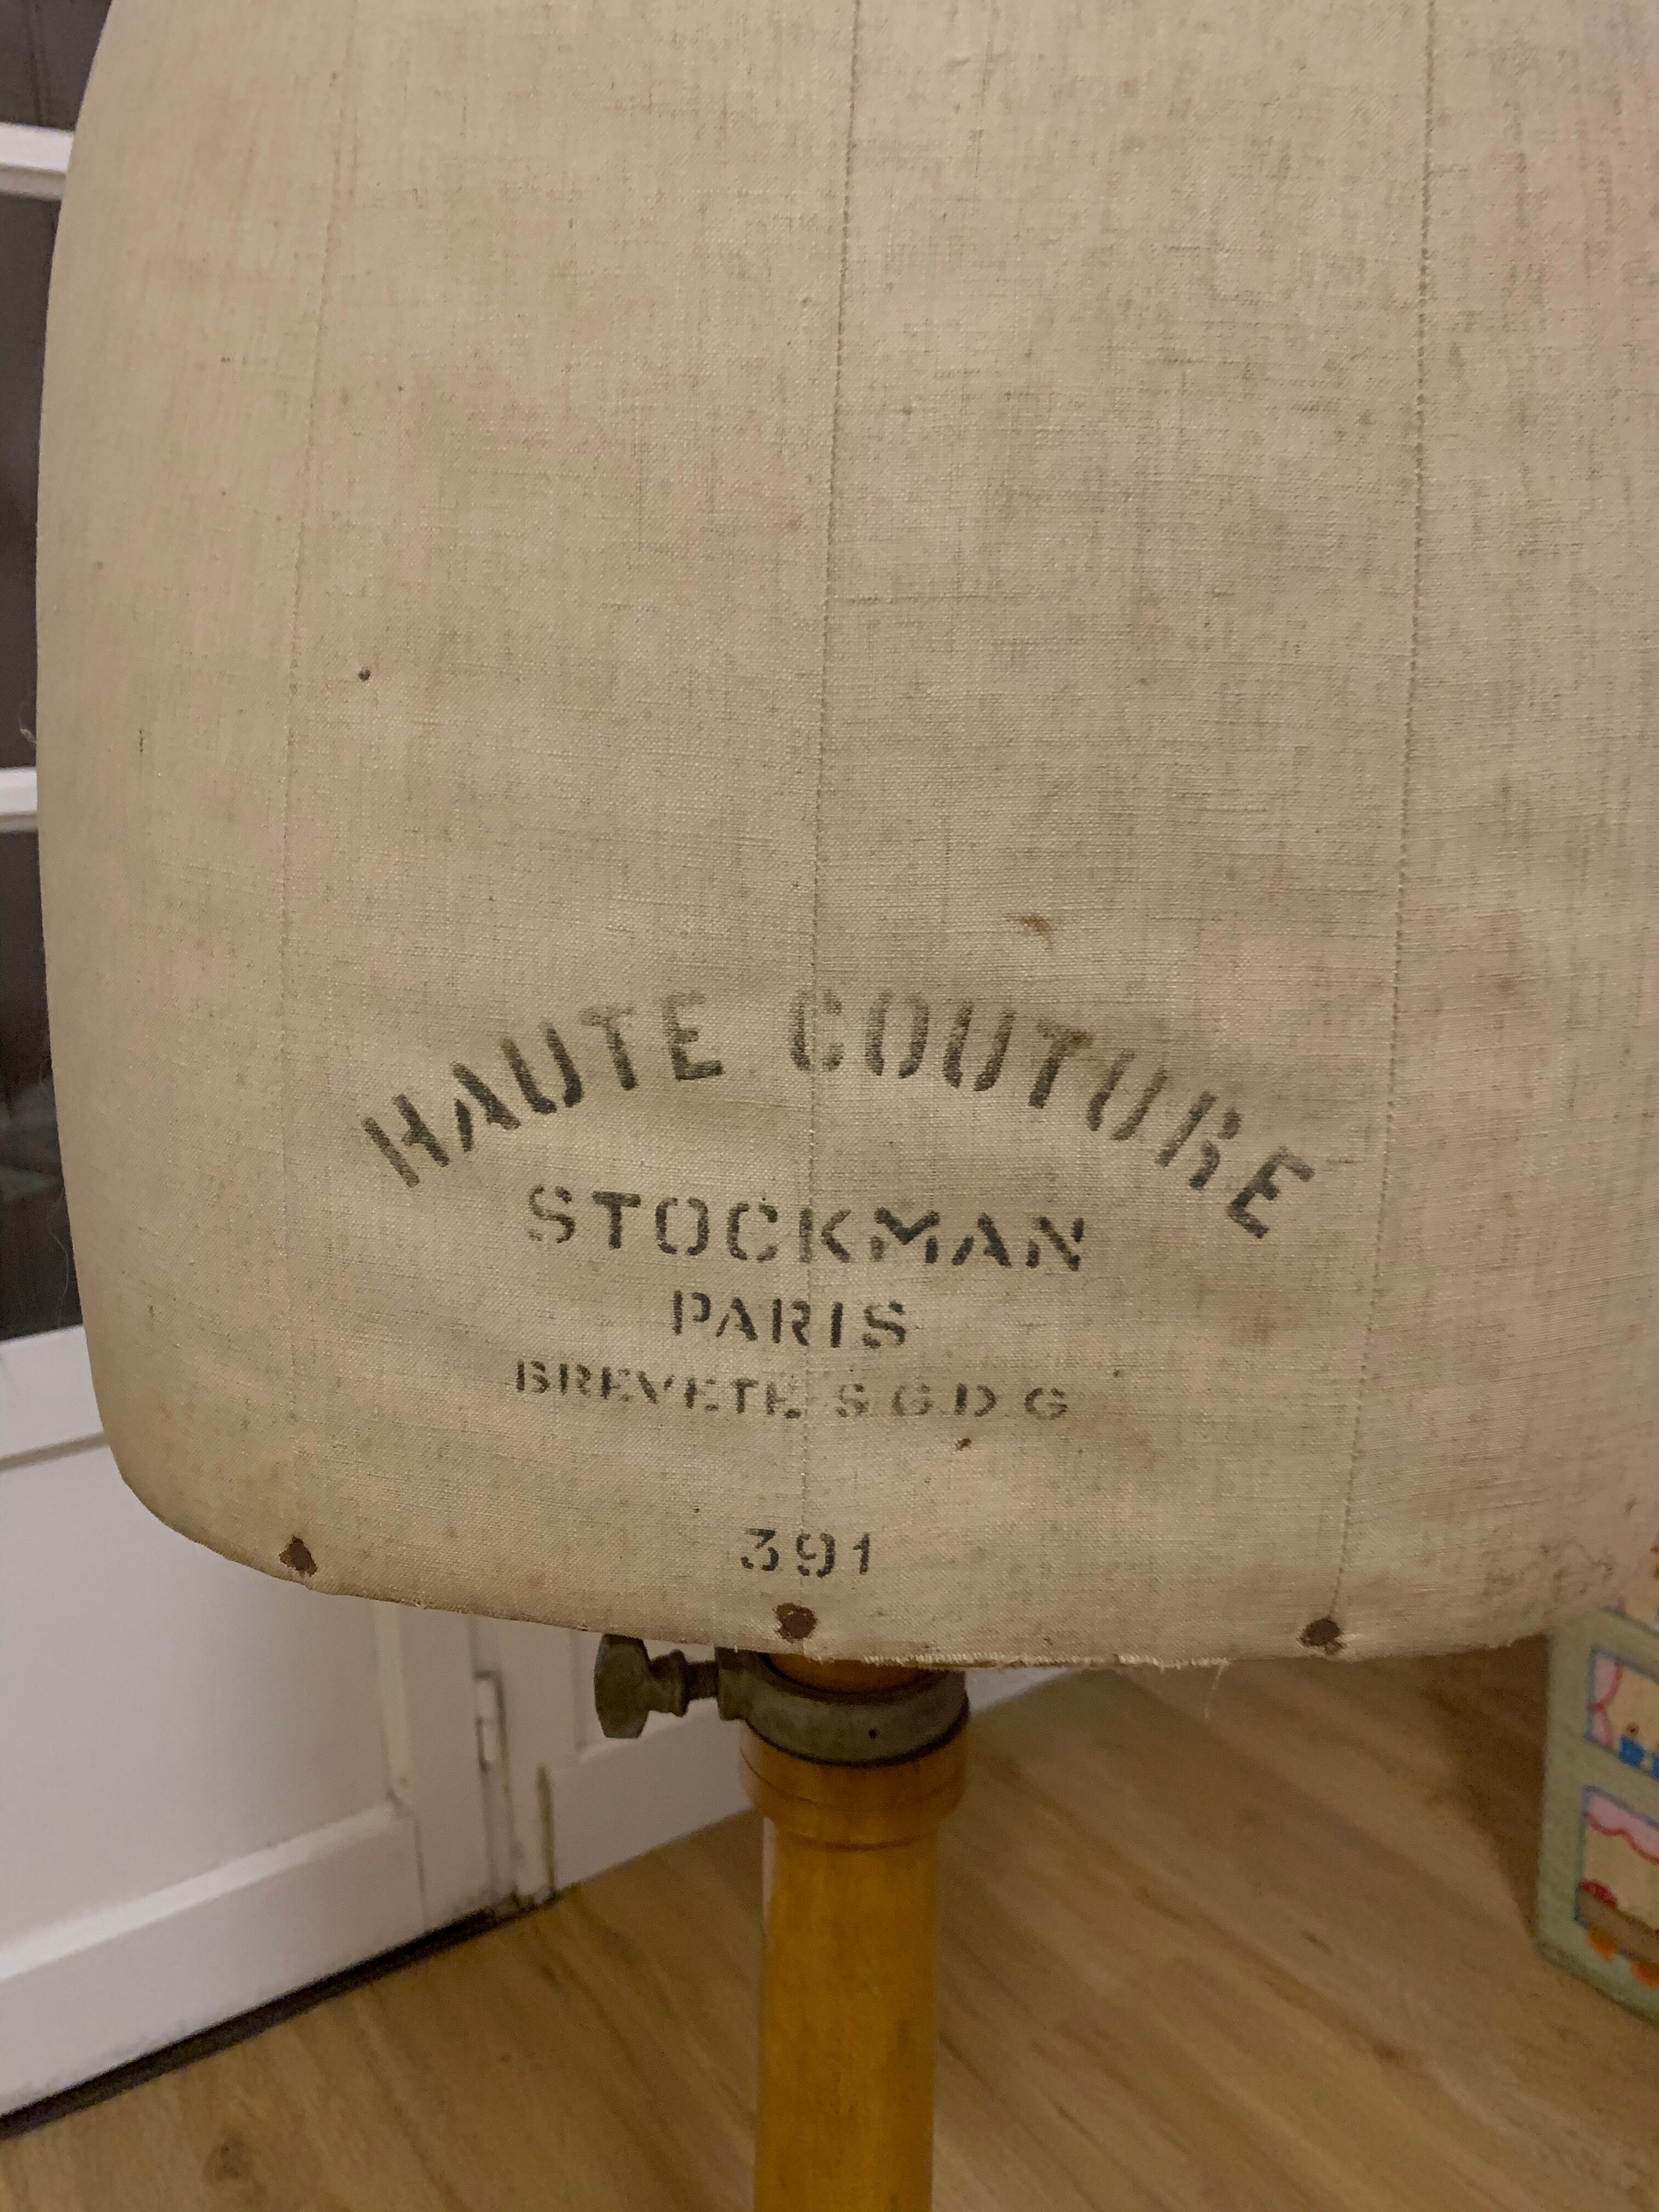 HAUTE COUTURE
STOCKMAN
PARIS
BREVETE S.G.D.G
391